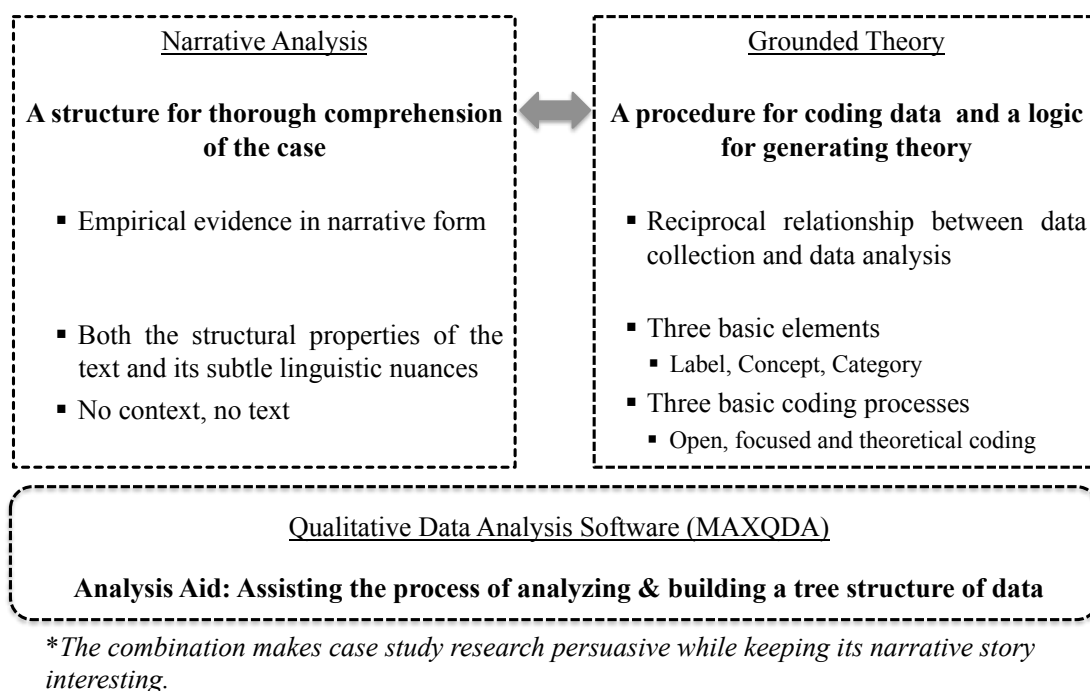 Narrative Analysis
A structure for thorough comprehension
of the case
▪ Empirical evidence in narrative form
▪ Both the structural properties of the
text and its subtle linguistic nuances
▪ No context, no text
Grounded Theory
A procedure for coding data and a logic
for generating theory
▪ Reciprocal relationship between data
collection and data analysis
▪ Three basic elements
▪ Label, Concept, Category
▪ Three basic coding processes
▪ Open, focused and theoretical coding
Qualitative Data Analysis Software (MAXQDA)
Analysis Aid: Assisting the process of analyzing & building a tree structure of data
*The combination makes case study research persuasive while keeping its narrative story
interesting.